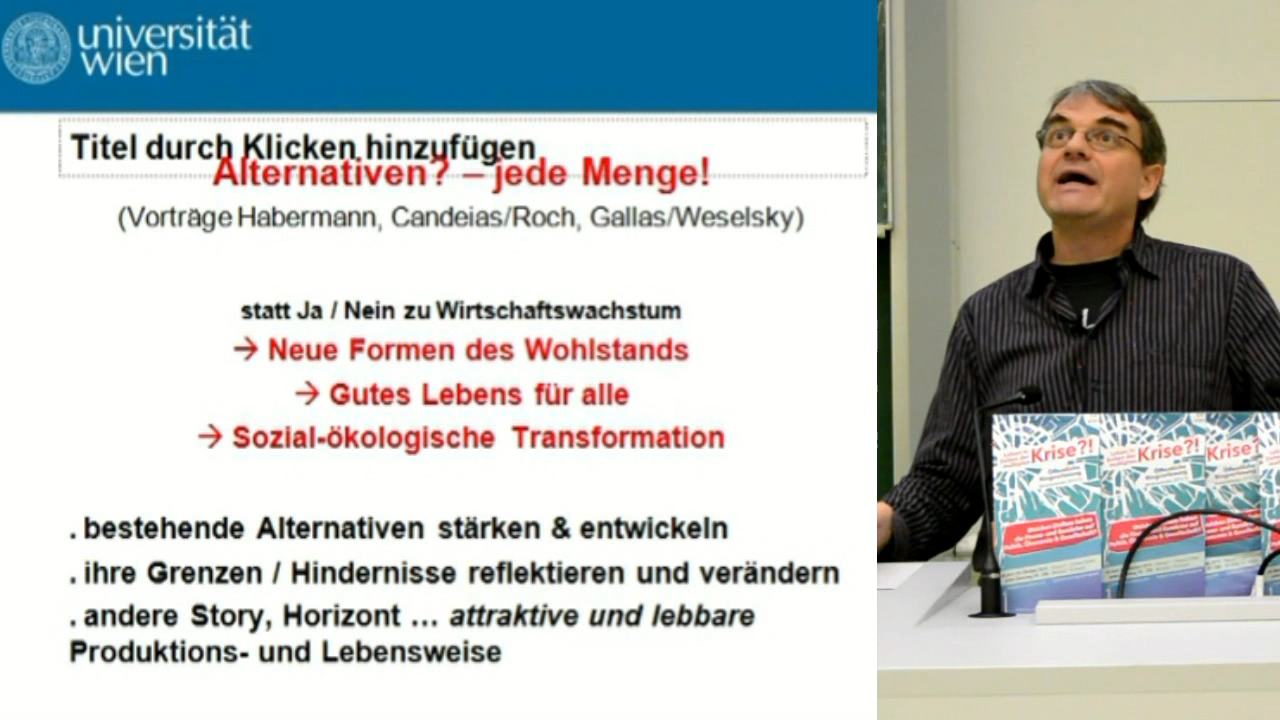 universität
wien
Titel durch Klicken hinzufügen
Alternativen? – jede Menge!
(Vorträge Habermann, Candeias/Roch, Gallas/Weselsky)
statt Ja / Nein zu Wirtschaftswachstum
→ Neue Formen des Wohlstands
→ Gutes Lebens für alle
→ Sozial-ökologische Transformation
. bestehende Alternativen stärken & entwickeln
. ihre Grenzen / Hindernisse reflektieren und verändern
. andere Story, Horizont ... attraktive und lebbare
Produktions- und Lebensweise
Krise?!
Krise?!
Krise?!